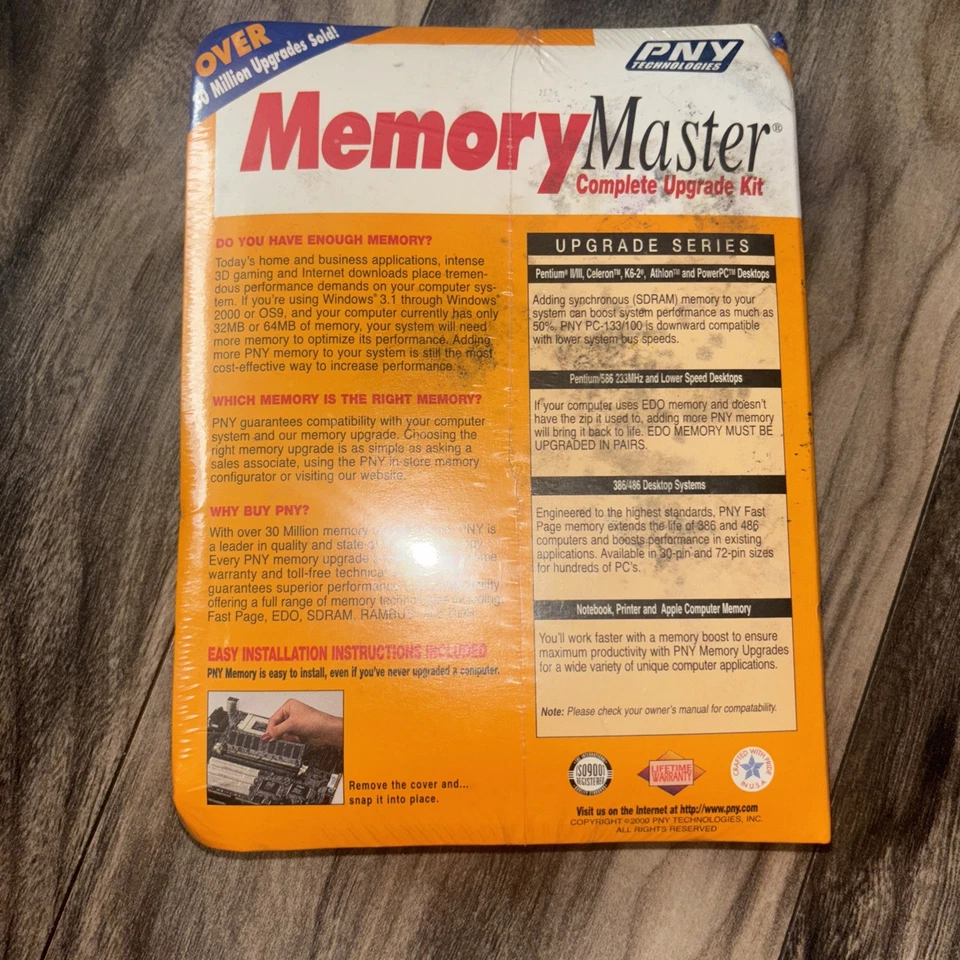 OVER
Million Upgrades Sold!
PNY
TECHNOLOGIES
MemoryMaster®
Complete Upgrade Kit
DO YOU HAVE ENOUGH MEMORY?
Today's home and business applications, intense
3D gaming and Internet downloads place tremen-
dous performance demands on your computer sys-
tem. If you're using Windows® 3.1 through Windows®
2000 or OS9, and your computer currently has only
32MB or 64MB of memory, your system will need
more memory to optimize its performance. Adding
more PNY memory to your system is still the most
cost-effective way to increase performance.
WHICH MEMORY IS THE RIGHT MEMORY?
PNY guarantees compatibility with your computer
system and our memory upgrade. Choosing the
right memory upgrade is as simple as asking a
sales associate, using the PNY in-store memory
configurator or visiting our website.
WHY BUY PNY?
With over 30 Million memory PNY is
a leader in quality and
Every PNY memory upgrade
warranty and toll-free
guarantees superior
offering a full range of memory
Fast Page, EDO, SDRAM,
EASY INSTALLATION INSTRUCTIONS INCLUDED
PNY Memory is easy to install, even if you've never upgraded a computer.
Remove the cover and...
snap it into place.
UPGRADE SERIES
Pentium® II/III, Celeron™, K6-2®, Athlon™ and PowerPC™ Desktops
Adding synchronous (SDRAM) memory to your
system can boost system performance as much as
50%. PNY PC-133/100 is downward compatible
with lower system bus speeds.
Pentium/586 233MHz and Lower Speed Desktops
If your computer uses EDO memory and doesn't
have the zip it used to, adding more PNY memory
will bring it back to life. EDO MEMORY MUST BE
UPGRADED IN PAIRS.
386/486 Desktop Systems
Engineered to the highest standards, PNY Fast
Page memory extends the life of 386 and 486
computers and boosts performance in existing
applications. Available in 30-pin and 72-pin sizes
for hundreds of PC's.
Notebook, Printer and Apple Computer Memory
You'll work faster with a memory boost to ensure
maximum productivity with PNY Memory Upgrades
for a wide variety of unique computer applications.
Note: Please check your owner's manual for compatability.
ISO9001
REGISTERED
LIFETIME
WARRANTY
CRAFTED WITH PRIDE
IN U.S.A.
Visit us on the Internet at http://www.pny.com
COPYRIGHT ©2000 PNY TECHNOLOGIES, INC.
ALL RIGHTS RESERVED